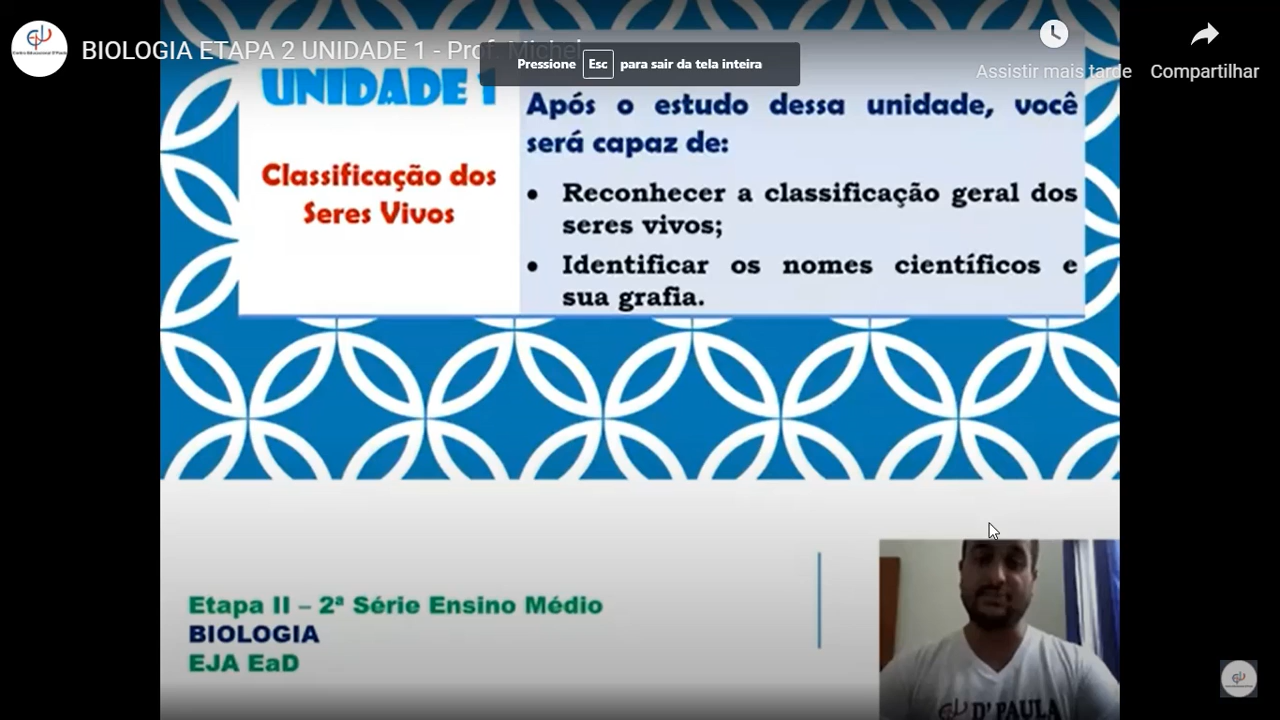 BIOLOGIA ETAPA 2 UNIDADE 1 - Prof. Michel
Pressione Esc para sair da tela inteira
Assistir mais tarde
Compartilhar
UNIDADE 1
Classificação dos
Seres Vivos
Após o estudo dessa unidade, você
será capaz de:
• Reconhecer a classificação geral dos
seres vivos;
• Identificar os nomes científicos e
sua grafia.
Etapa II – 2ª Série Ensino Médio
BIOLOGIA
EJA EaD
D' PAULA